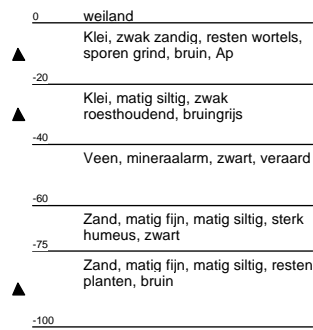 0 weiland
Klei, zwak zandig, resten wortels,
sporen grind, bruin, Ap
-20
Klei, matig siltig, zwak
roesthoudend, bruingrijs
-40
Veen, mineraalarm, zwart, veraard
-60
Zand, matig fijn, matig siltig, sterk
humeus, zwart
-75
Zand, matig fijn, matig siltig, resten
planten, bruin
-100